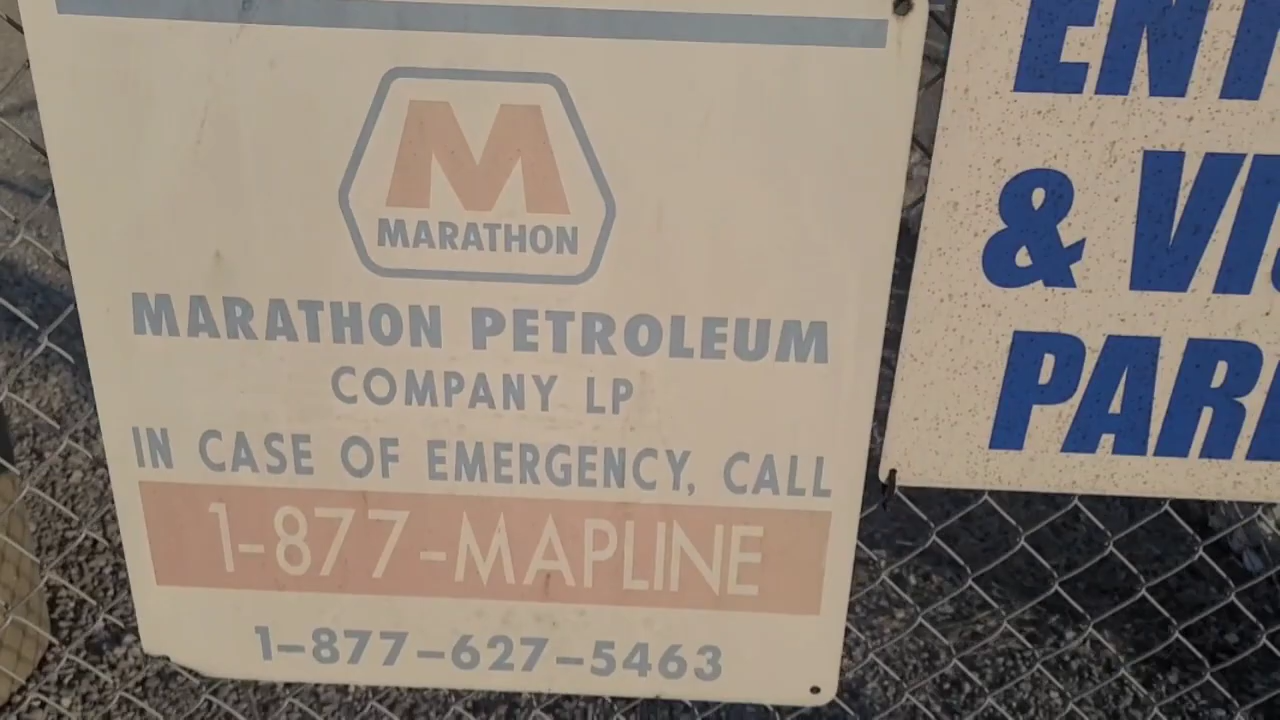 M
MARATHON
MARATHON PETROLEUM
COMPANY LP
IN CASE OF EMERGENCY, CALL
1-877-MAPLINE
1-877-627-5463
&